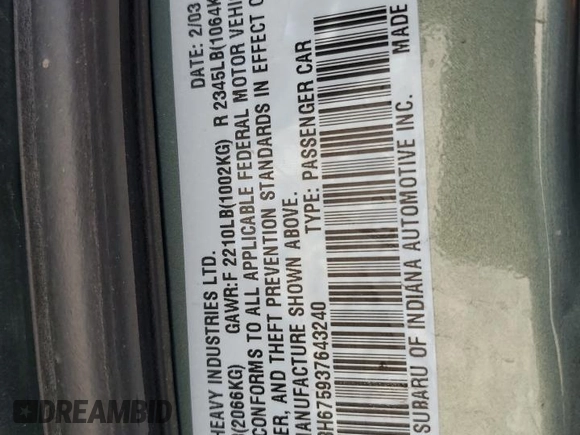 HEAVY INDUSTRIES LTD. DATE: 2/03
(2066KG) GAWR:F 2210LB(1002KG) R 2345LB(1064K
CONFORMS TO ALL APPLICABLE FEDERAL MOTOR VEHI
ER, AND THEFT PREVENTION STANDARDS IN EFFECT O
MANUFACTURE SHOWN ABOVE.
H675937643240 TYPE: PASSENGER CAR
SUBARU OF INDIANA AUTOMOTIVE INC. MADE
DREAMBID